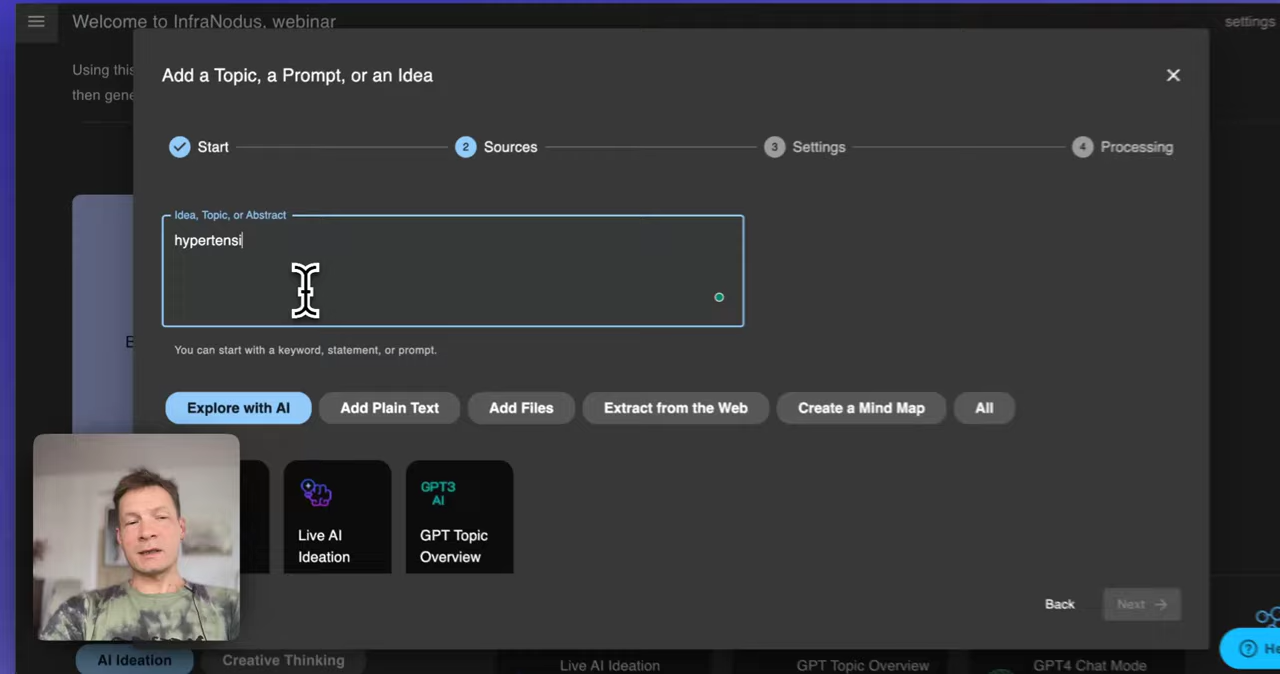 Welcome to InfraNodus, webinar
settings
Using this
then gene
Add a Topic, a Prompt, or an Idea
Start
2 Sources
3 Settings
4 Processing
Idea, Topic, or Abstract
hypertensi
You can start with a keyword, statement, or prompt.
Explore with AI
Add Plain Text
Add Files
Extract from the Web
Create a Mind Map
All
Live AI
Ideation
GPT3
AI
GPT Topic
Overview
Back
Next
He
AI Ideation
Creative Thinking
Live AI Ideation
GPT Topic Overview
GPT4 Chat Mode